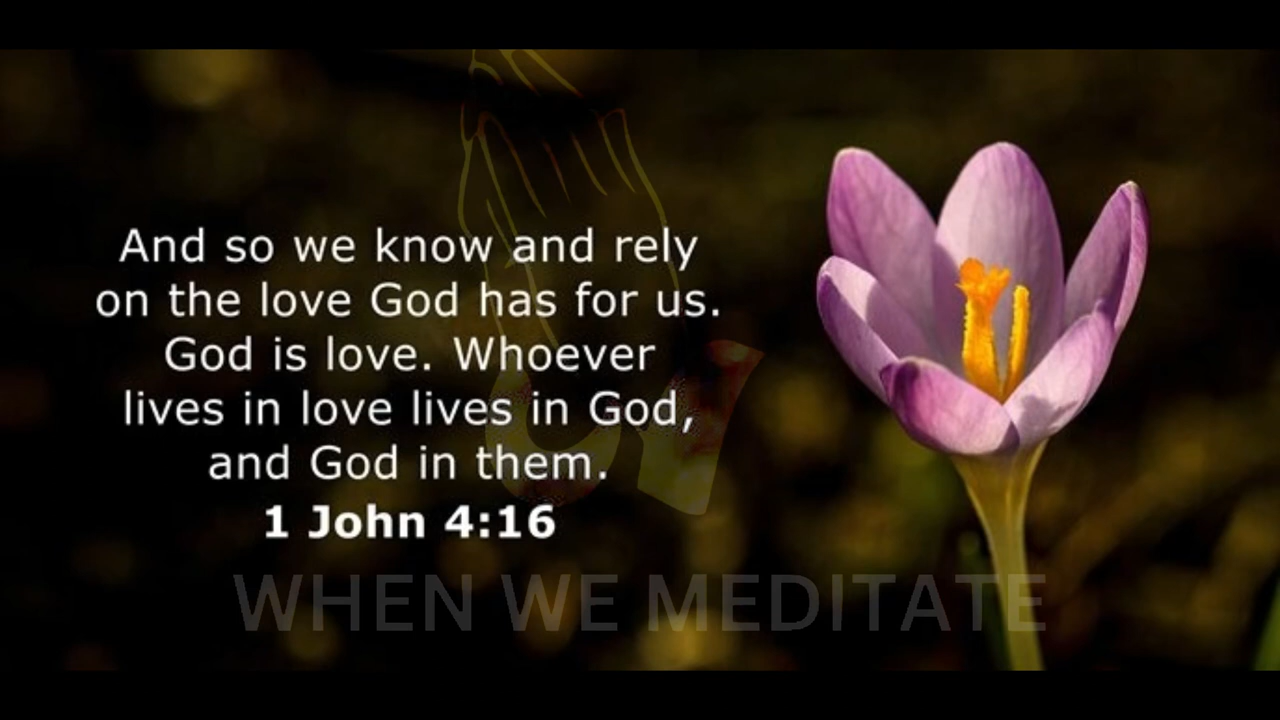 And so we know and rely
on the love God has for us.
God is love. Whoever
lives in love lives in God,
and God in them.
1 John 4:16
WHEN WE MEDITATE